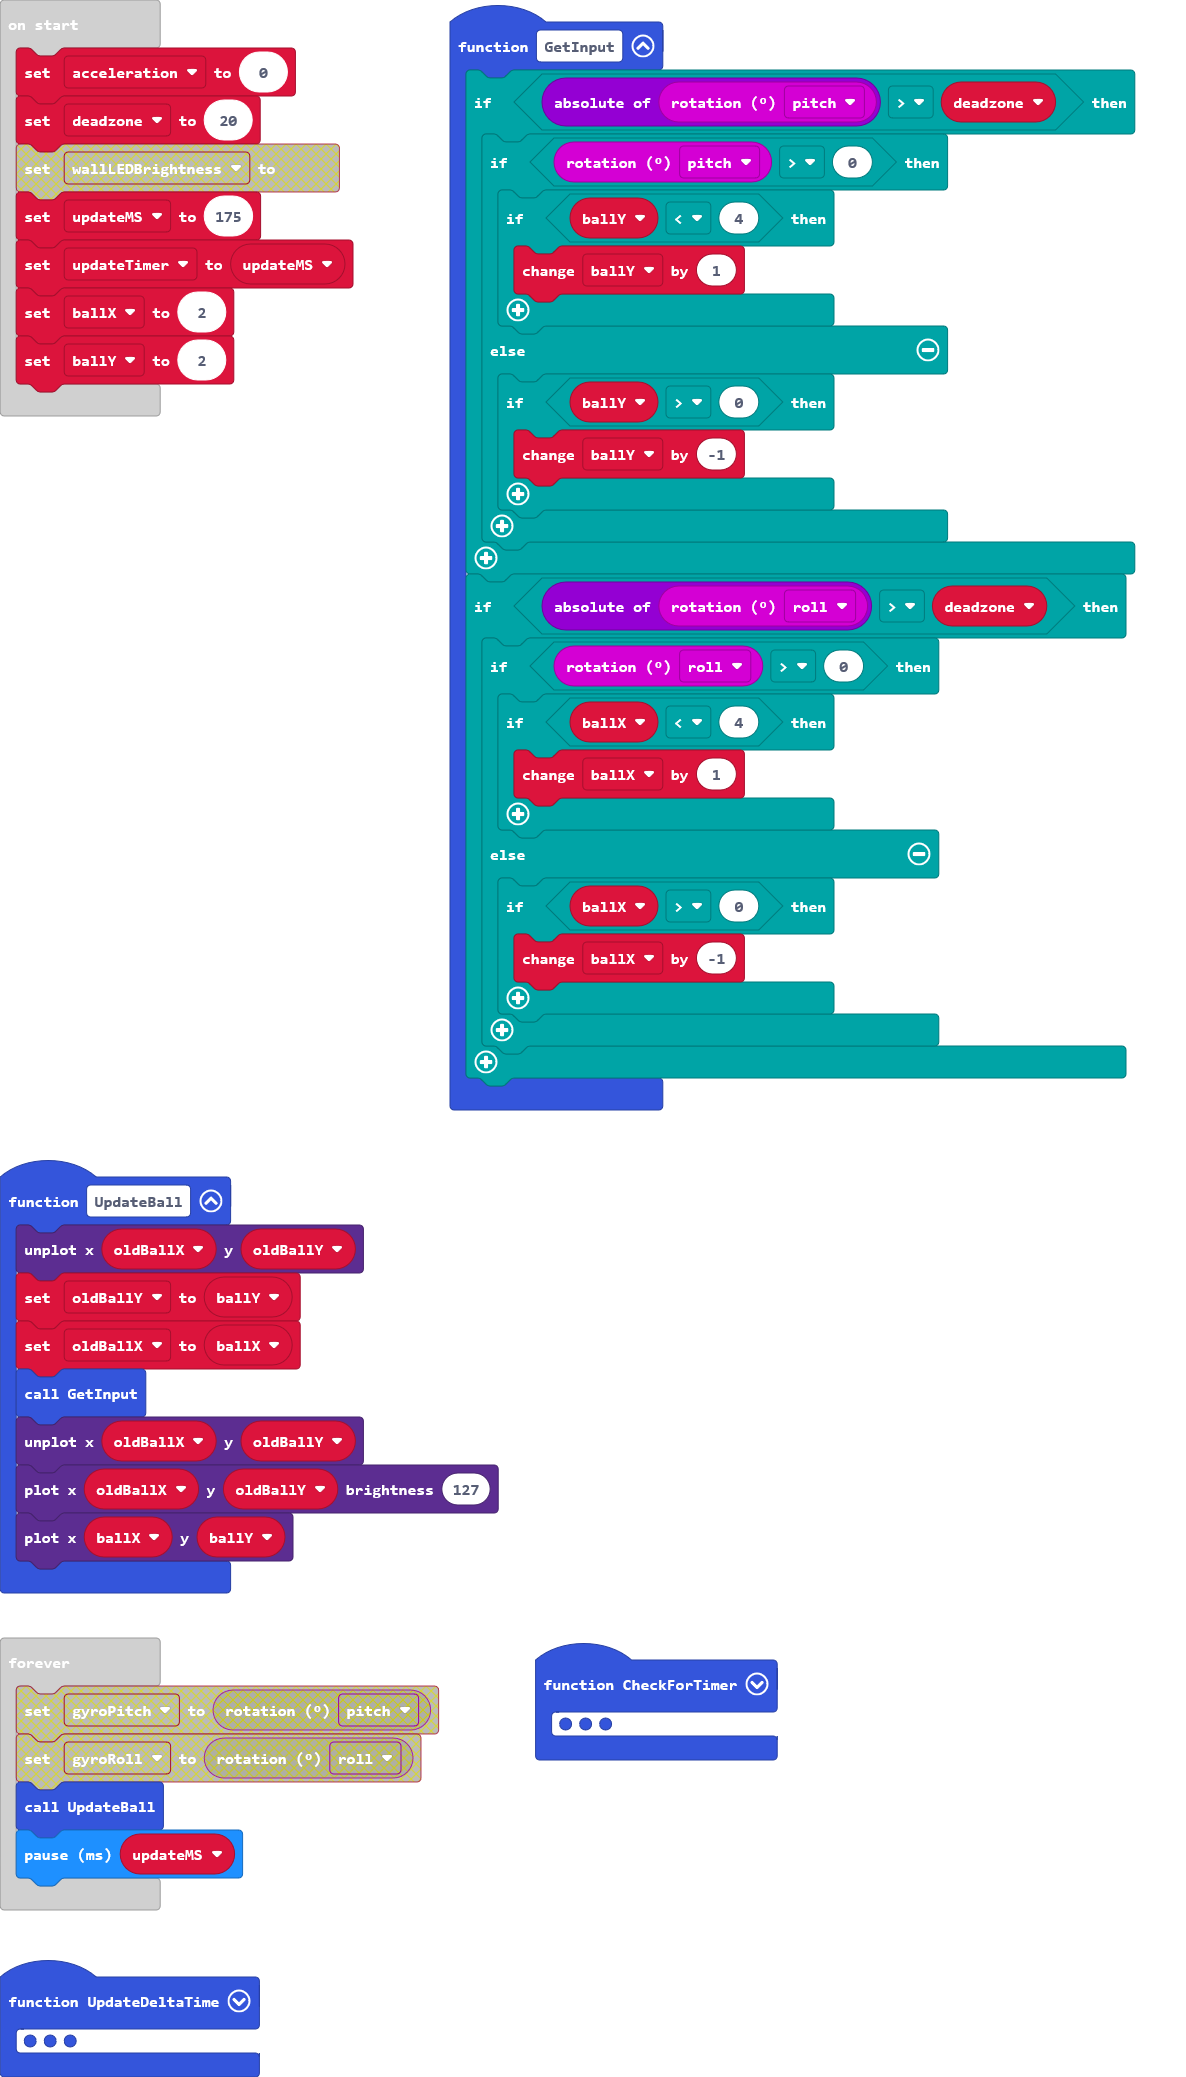 on start
set acceleration to 0
set deadzone to 20
set wallLEDBrightness to
set updateMS to 175
set updateTimer to updateMS
set ballX to 2
set ballY to 2
function GetInput
if absolute of rotation (º) pitch > deadzone then
if rotation (º) pitch > 0 then
if ballY < 4 then
change ballY by 1
else
if ballY > 0 then
change ballY by -1
if absolute of rotation (º) roll > deadzone then
if rotation (º) roll > 0 then
if ballX < 4 then
change ballX by 1
else
if ballX > 0 then
change ballX by -1
function UpdateBall
unplot x oldBallX y oldBallY
set oldBallY to ballY
set oldBallX to ballX
call GetInput
unplot x oldBallX y oldBallY
plot x oldBallX y oldBallY brightness 127
plot x ballX y ballY
forever
set gyroPitch to rotation (º) pitch
set gyroRoll to rotation (º) roll
call UpdateBall
pause (ms) updateMS
function CheckForTimer
function UpdateDeltaTime